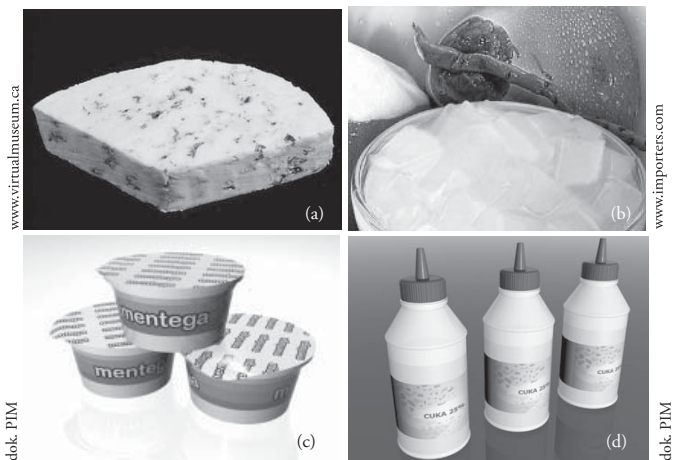 www.virtualmuseum.ca
(a)
(b)
www.importers.com
dok. PIM
mentega
mentega
(c)
CUKA 25%
CUKA 25%
CUKA 25%
(d)
dok. PIM